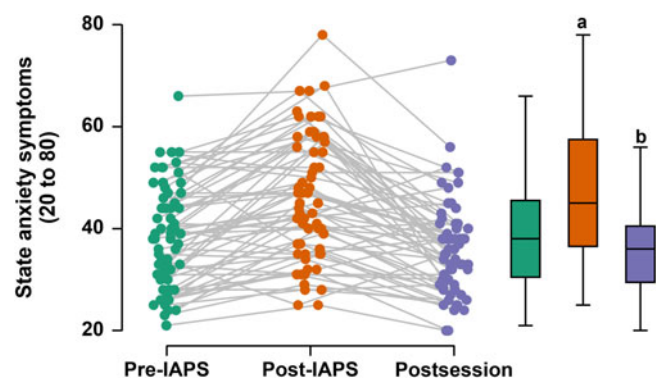 State anxiety symptoms
(20 to 80)
80
60
40
20
a
b
Pre-IAPS
Post-IAPS
Postsession